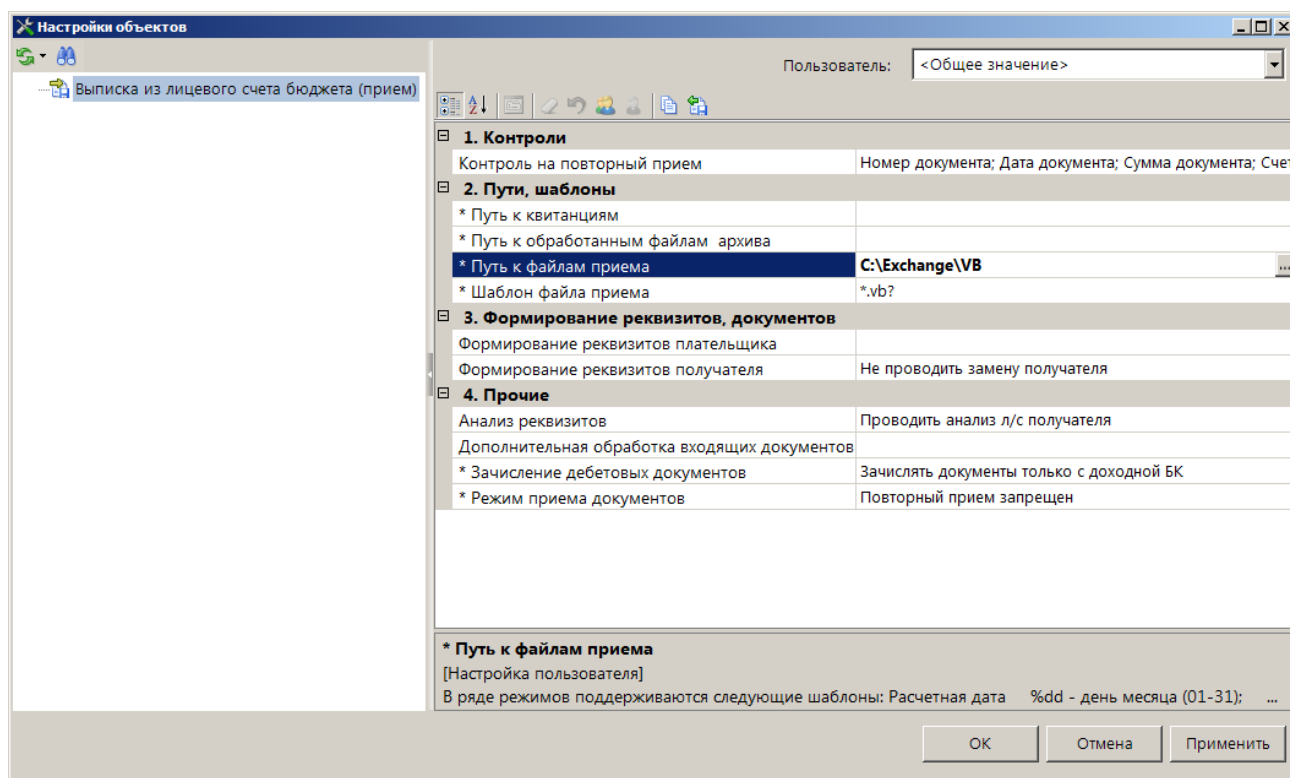 Настройки объектов
Пользователь: <Общее значение>
Выписка из лицевого счета бюджета (прием)
1. Контроли
Контроль на повторный прием Номер документа; Дата документа; Сумма документа; Счет
2. Пути, шаблоны
* Путь к квитанциям
* Путь к обработанным файлам архива
* Путь к файлам приема C:\Exchange\VB ...
* Шаблон файла приема *.vb?
3. Формирование реквизитов, документов
Формирование реквизитов плательщика
Формирование реквизитов получателя Не проводить замену получателя
4. Прочие
Анализ реквизитов Проводить анализ л/с получателя
Дополнительная обработка входящих документов
* Зачисление дебетовых документов Зачислять документы только с доходной БК
* Режим приема документов Повторный прием запрещен
* Путь к файлам приема
[Настройка пользователя]
В ряде режимов поддерживаются следующие шаблоны: Расчетная дата %dd - день месяца (01-31); ...
ОК Отмена Применить